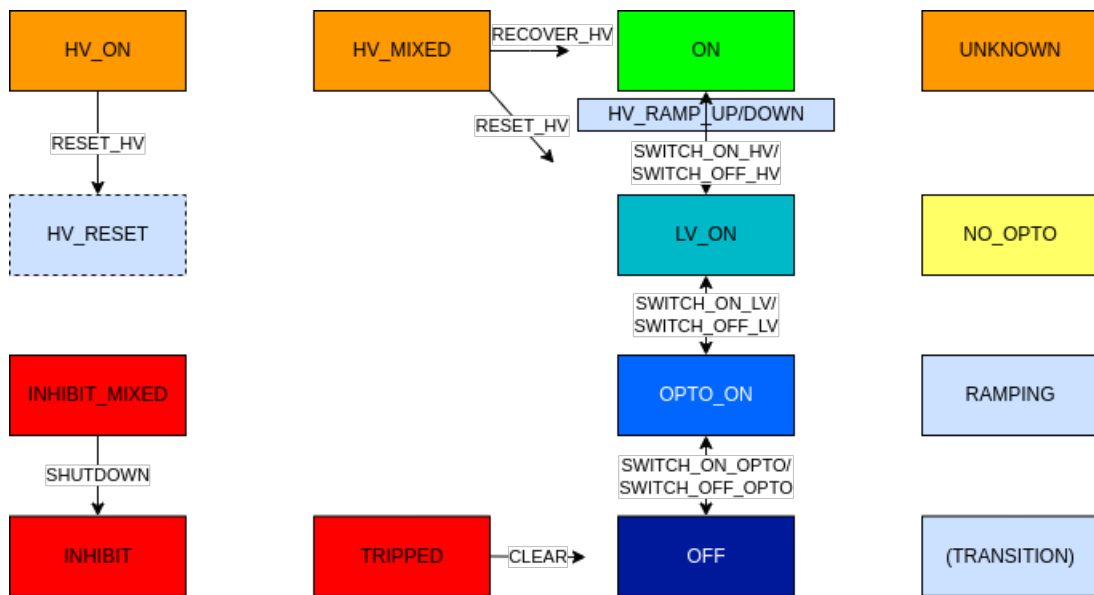 HV_ON
HV_MIXED
RECOVER_HV
ON
UNKNOWN
HV_RAMP_UP/DOWN
RESET_HV
RESET_HV
SWITCH_ON_HV/
SWITCH_OFF_HV
HV_RESET
LV_ON
NO_OPTO
SWITCH_ON_LV/
SWITCH_OFF_LV
INHIBIT_MIXED
OPTO_ON
RAMPING
SHUTDOWN
SWITCH_ON_OPTO/
SWITCH_OFF_OPTO
INHIBIT
TRIPPED
CLEAR
OFF
(TRANSITION)